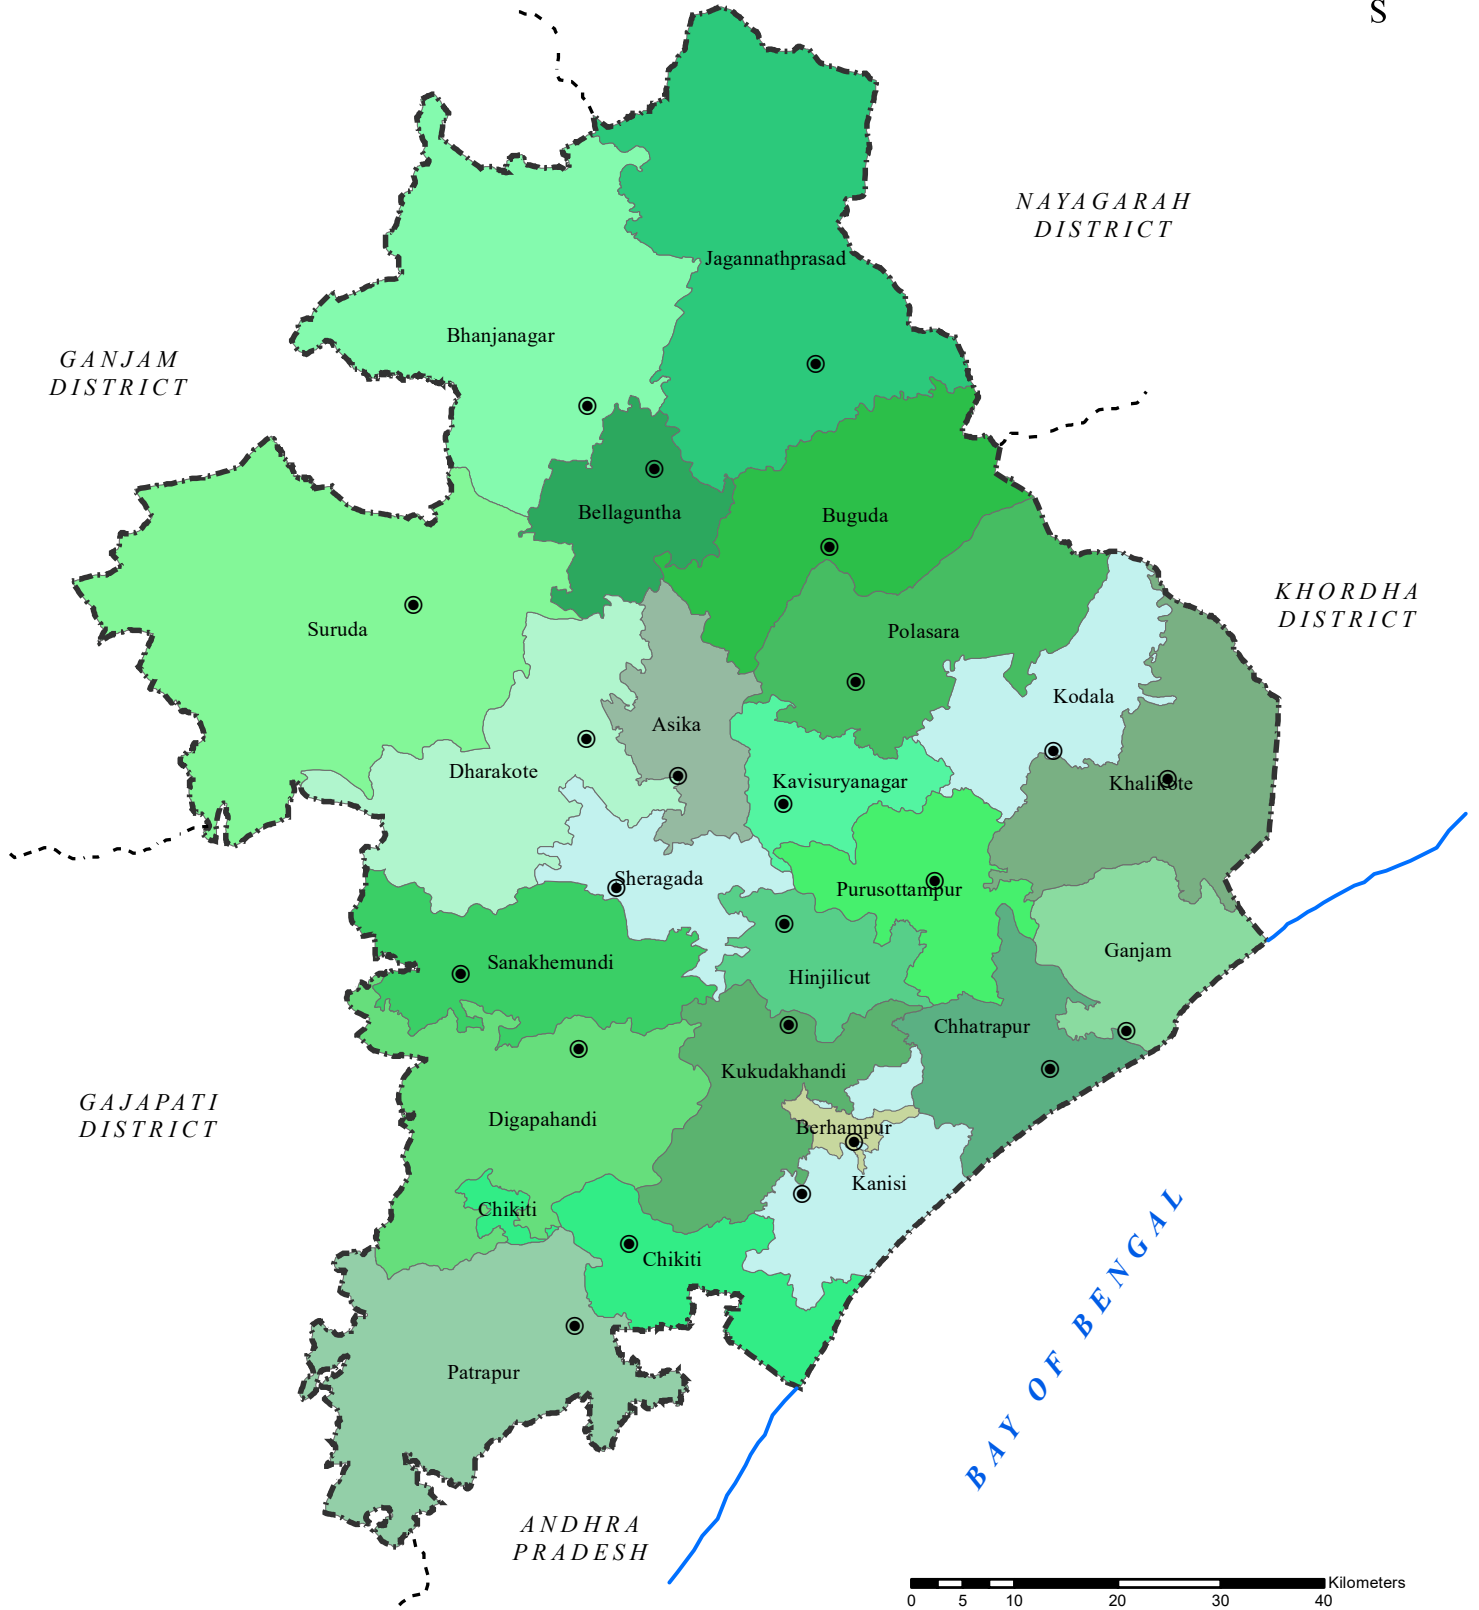 S
NAYAGARAH
DISTRICT
Jagannathprasad
Bhanjanagar
GANJAM
DISTRICT
Bellaguntha
Buguda
KHORDHA
DISTRICT
Suruda
Polasara
Kodala
Asika
Dharakote
Kavisuryanagar
Khalikote
Sheragada
Purusottampur
Ganjam
Sanakhemundi
Hinjilicut
Chhatrapur
Kukudakhandi
GAJAPATI
DISTRICT
Digapahandi
Berhampur
Kanisi
Chikiti
Chikiti
BAY OF BENGAL
Patrapur
ANDHRA
PRADESH
Kilometers
0 5 10 20 30 40